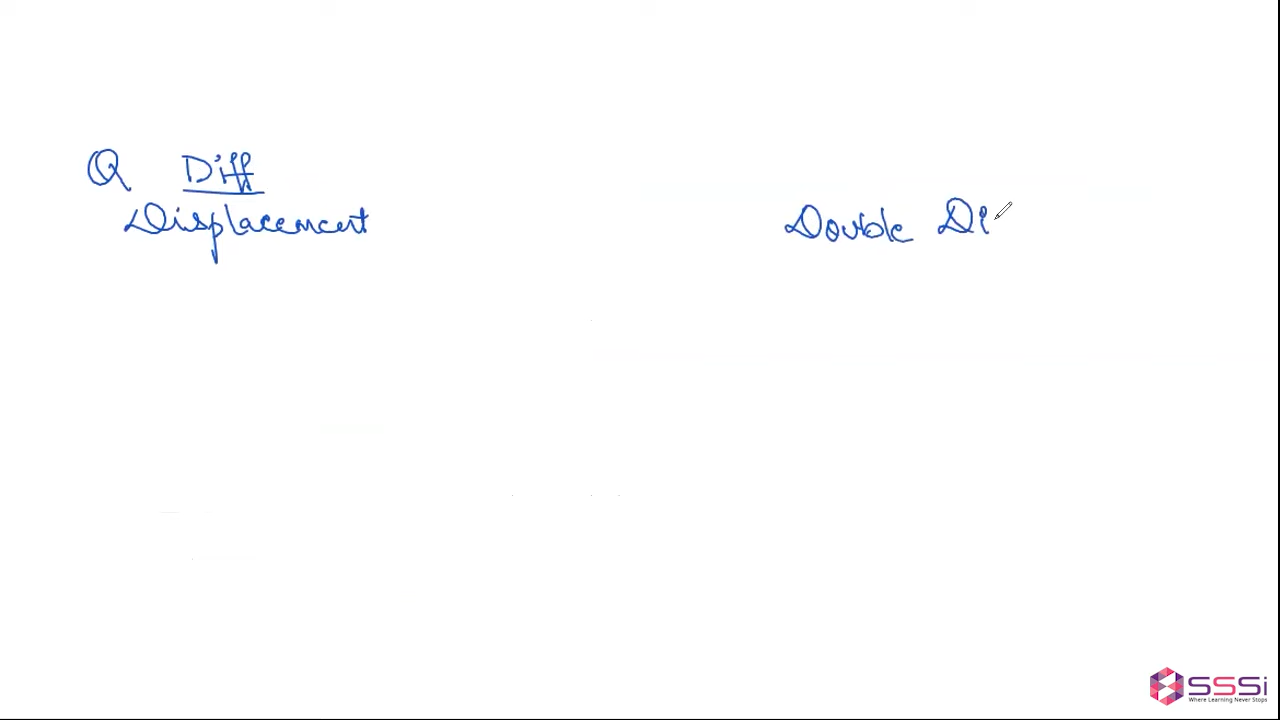 Q Diff
Displacement
Double Di
SSSi
Where Learning Never Stops